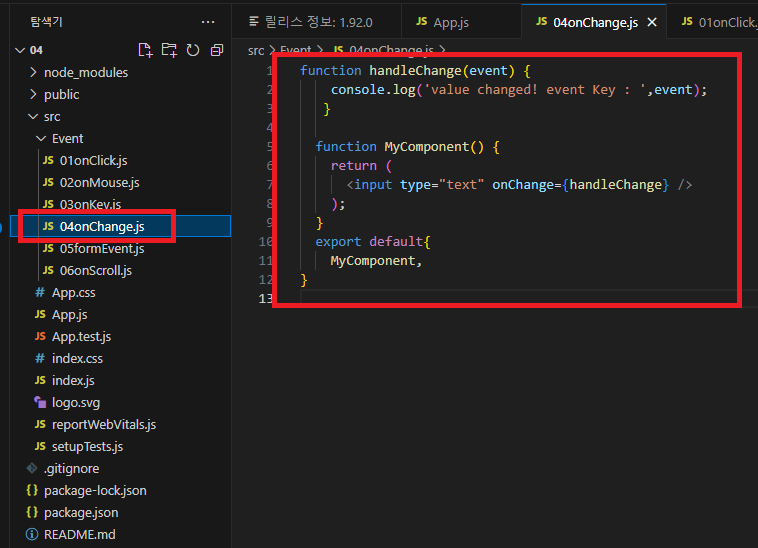 탐색기 ···
04
node_modules
public
src
Event
JS 01onClick.js
JS 02onMouse.js
JS 03onKey.js
JS 04onChange.js
JS 05formEvent.js
JS 06onScroll.js
# App.css
JS App.js
JS App.test.js
# index.css
JS index.js
logo.svg
JS reportWebVitals.js
JS setupTests.js
.gitignore
{} package-lock.json
{} package.json
README.md
릴리스 정보: 1.92.0 JS App.js JS 04onChange.js JS 01onClick.
src > Event > JS 04onChange.js >
1 function handleChange(event) {
2 console.log('value changed! event Key : ',event);
3 }
4
5 function MyComponent() {
6 return (
7 <input type="text" onChange={handleChange} />
8 );
9 }
10 export default{
11 MyComponent,
12 }
13